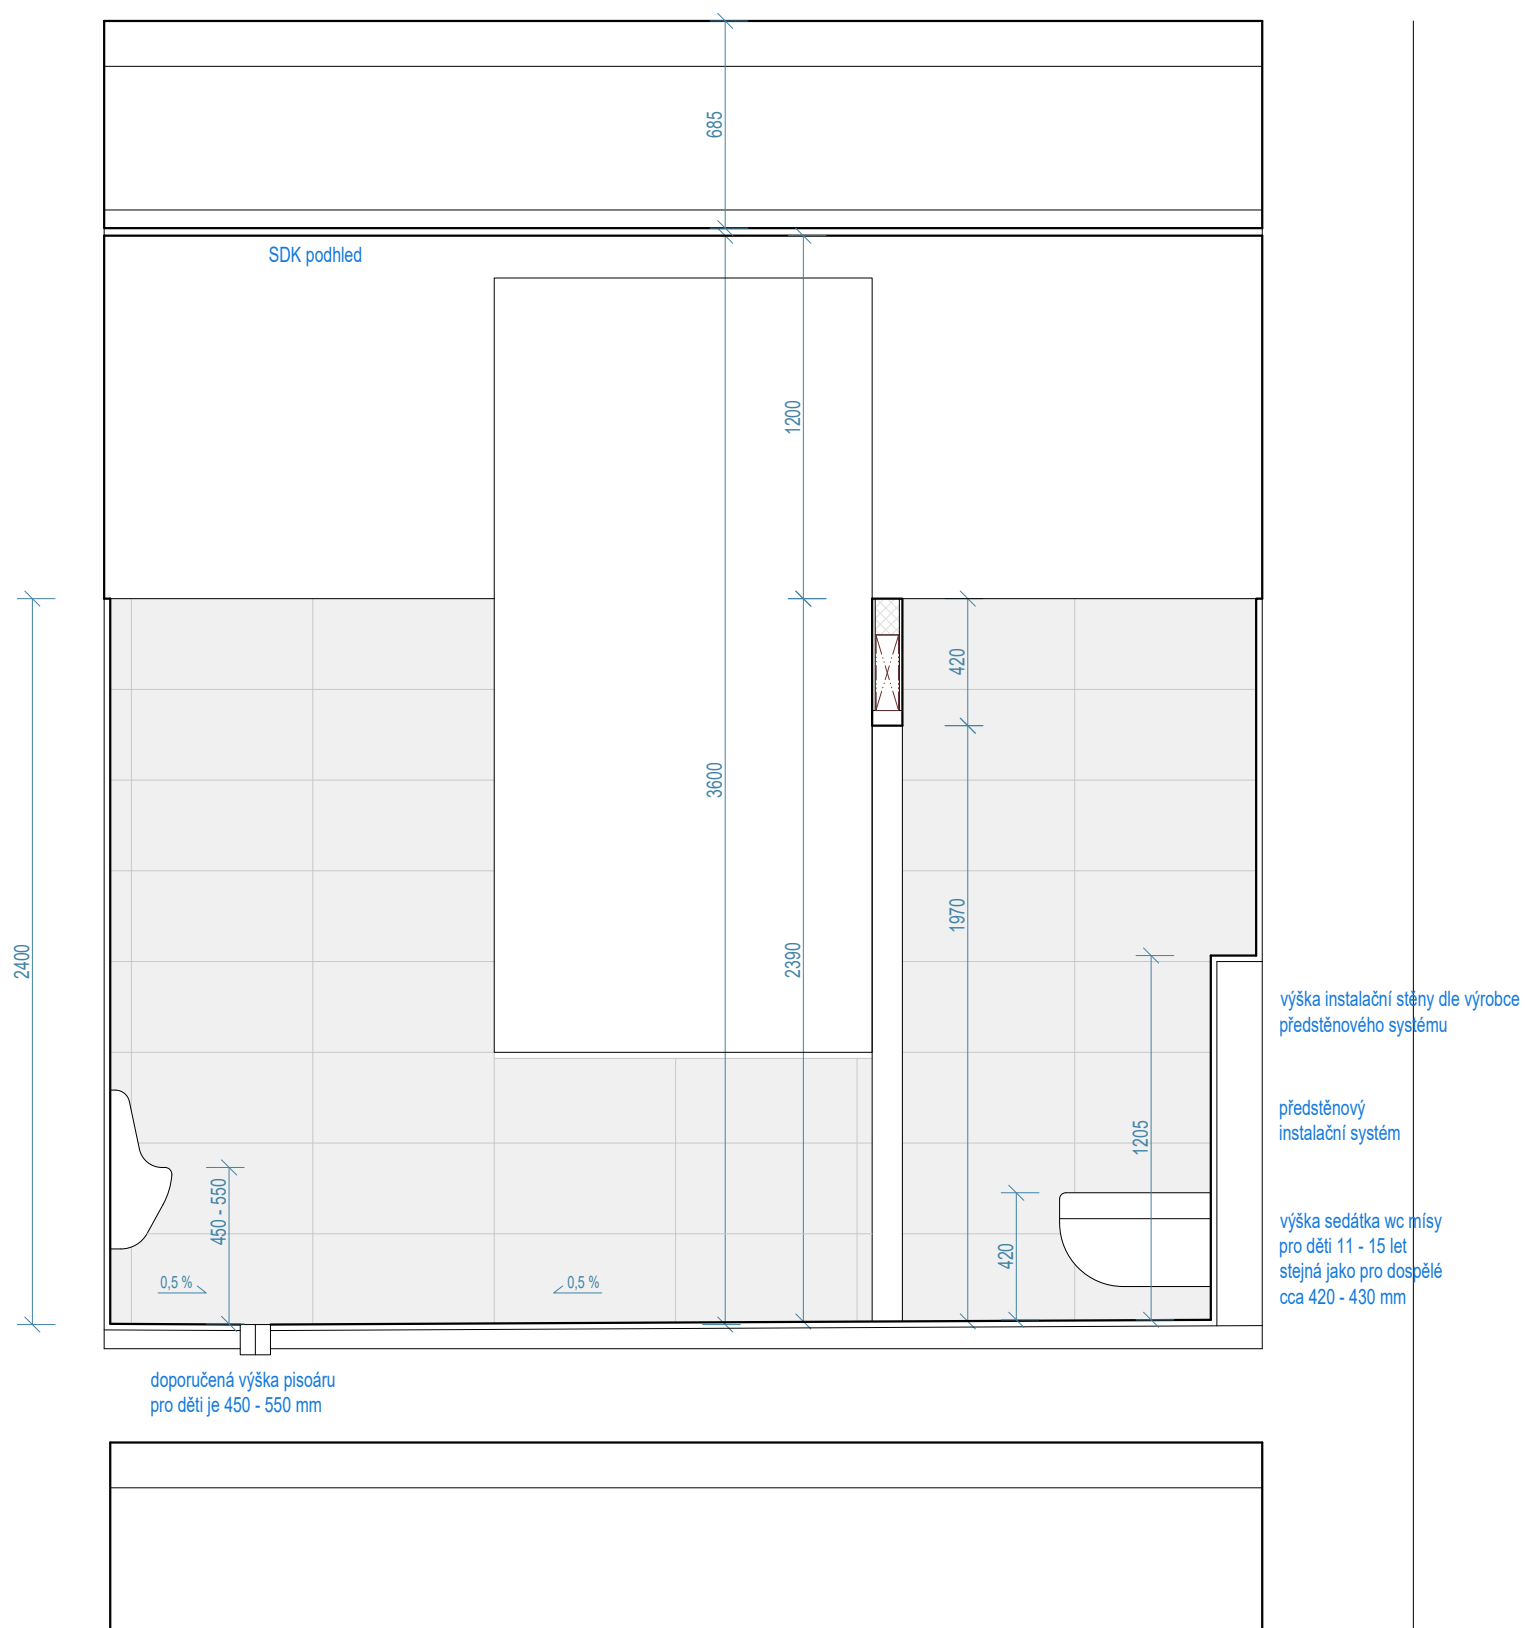 685
SDK podhled
1200
420
3600
1970
2400
2390
výška instalační stěny dle výrobce
předstěnového systému
předstěnový
instalační systém
1205
450 - 550
výška sedátka wc mísy
pro děti 11 - 15 let
stejná jako pro dospělé
cca 420 - 430 mm
420
0,5 %
0,5 %
doporučená výška pisoáru
pro děti je 450 - 550 mm